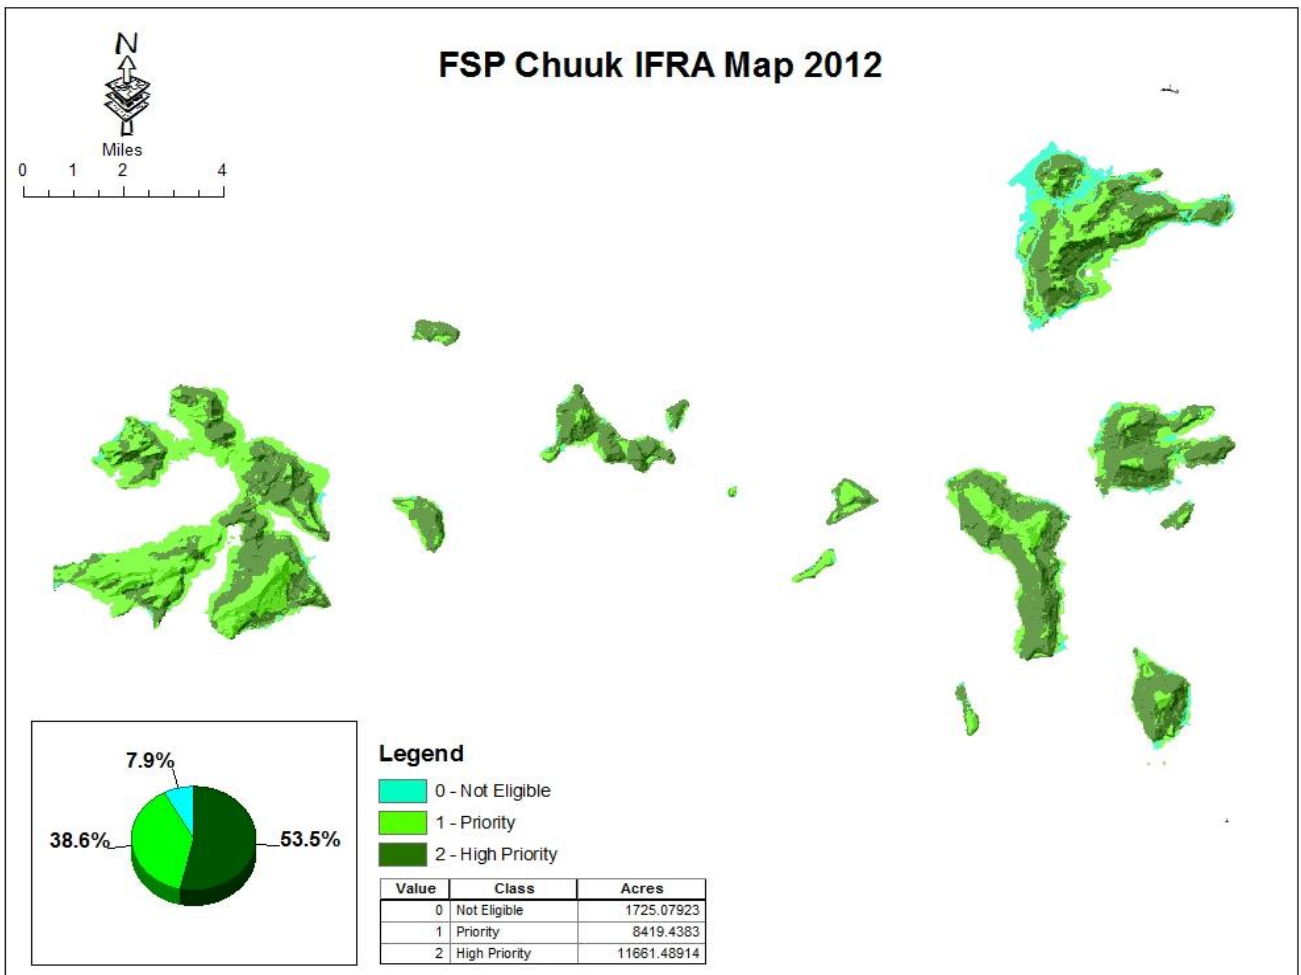 FSP Chuuk IFRA Map 2012
N
Miles
0 1 2 4
7.9%
38.6%
53.5%
Legend
0 - Not Eligible
1 - Priority
2 - High Priority
Value Class Acres
0 Not Eligible 1725.07923
1 Priority 8419.4383
2 High Priority 11661.48914